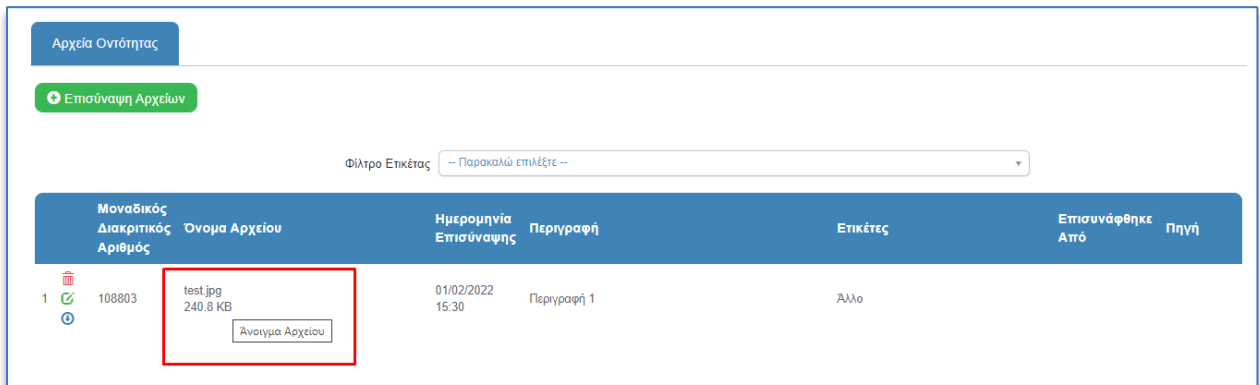 Αρχεία Οντότητας
Επισύναψη Αρχείων
Φίλτρο Ετικέτας -- Παρακαλώ επιλέξτε --
Μοναδικός Διακριτικός Αριθμός Όνομα Αρχείου Ημερομηνία Επισύναψης Περιγραφή Ετικέτες Επισυνάφθηκε Από Πηγή
1 108803 test.jpg 01/02/2022 Περιγραφή 1 Άλλο
240.8 KB 15:30
Άνοιγμα Αρχείου